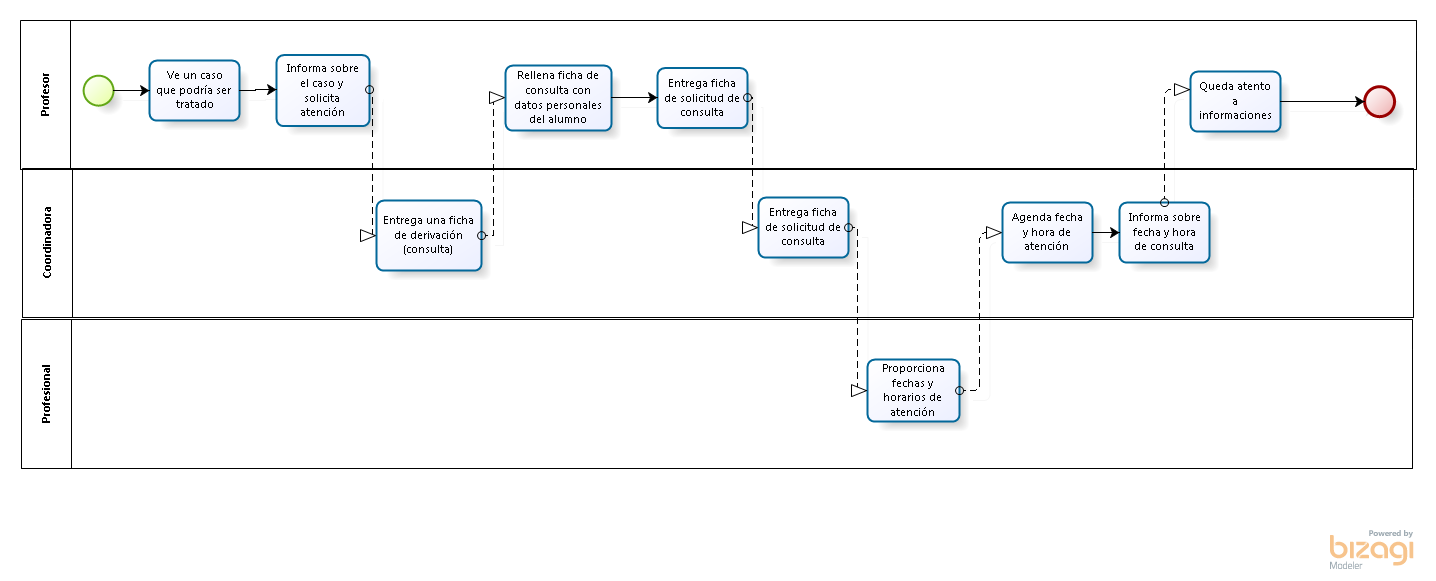 Profesor
Ve un caso
que podría ser
tratado
Informa sobre
el caso y
solicita
atención
Rellena ficha de
consulta con
datos personales
del alumno
Entrega ficha
de solicitud de
consulta
Queda atento
a
informaciones
Coordinadora
Entrega una ficha
de derivación
(consulta)
Entrega ficha
de solicitud de
consulta
Agenda fecha
y hora de
atención
Informa sobre
fecha y hora
de consulta
Profesional
Proporciona
fechas y
horarios de
atención
Powered by
bizagi
Modeler